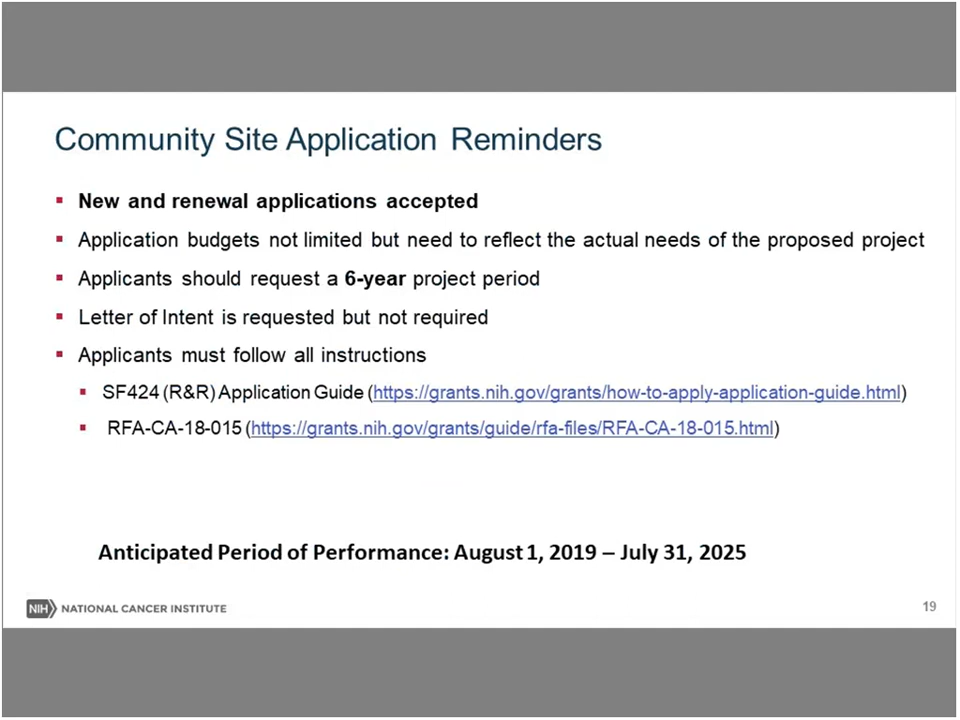 Community Site Application Reminders
New and renewal applications accepted
Application budgets not limited but need to reflect the actual needs of the proposed project
Applicants should request a 6-year project period
Letter of Intent is requested but not required
Applicants must follow all instructions
SF424 (R&R) Application Guide (https://grants.nih.gov/grants/how-to-apply-application-guide.html)
RFA-CA-18-015 (https://grants.nih.gov/grants/guide/rfa-files/RFA-CA-18-015.html)
Anticipated Period of Performance: August 1, 2019 – July 31, 2025
NIH NATIONAL CANCER INSTITUTE
19